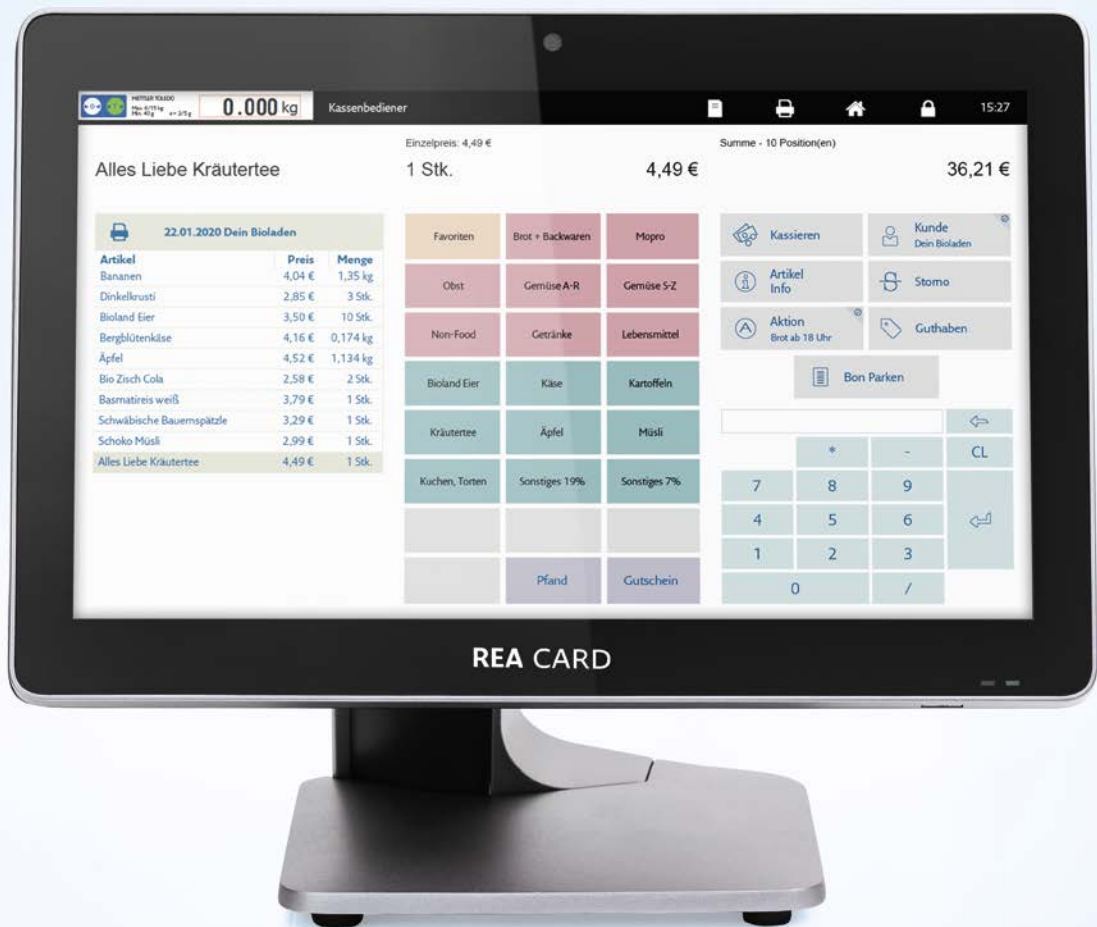 METTLER TOLEDO
0.000 kg
Kassenbediener
15:27
Einzelpreis: 4,49 €
Summe - 10 Position(en)
Alles Liebe Kräutertee
1 Stk.
4,49 €
36,21 €
22.01.2020 Dein Bioladen
Artikel Preis Menge
Bananen 4,04 € 1,35 kg
Dinkelkrusti 2,85 € 3 Stk.
Bioland Eier 3,50 € 10 Stk.
Bergblütenkäse 4,16 € 0,174 kg
Äpfel 4,52 € 1,134 kg
Bio Zisch Cola 2,58 € 2 Stk.
Basmatireis weiß 3,79 € 1 Stk.
Schwäbische Bauernspätzle 3,29 € 1 Stk.
Schoko Müsli 2,99 € 1 Stk.
Alles Liebe Kräutertee 4,49 € 1 Stk.
Favoriten Brot + Backwaren Mopro
Obst Gemüse A-R Gemüse S-Z
Non-Food Getränke Lebensmittel
Bioland Eier Käse Kartoffeln
Kräutertee Äpfel Müsli
Kuchen, Torten Sonstiges 19% Sonstiges 7%
Pfand Gutschein
Kassieren
Kunde
Dein Bioladen
Artikel
Info
Storno
Aktion
Brot ab 18 Uhr
Guthaben
Bon Parken
* - CL
7 8 9
4 5 6
1 2 3
0 /
REA CARD